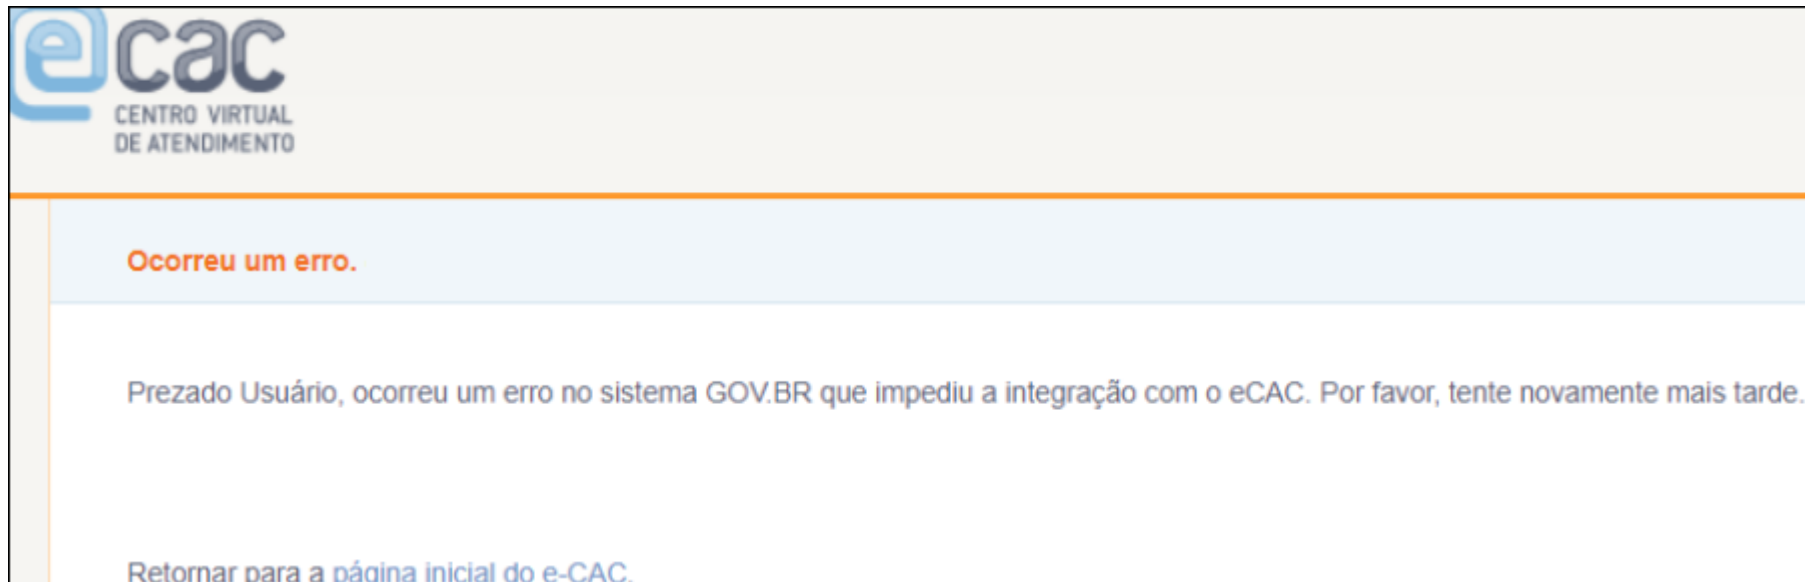 ecac
CENTRO VIRTUAL
DE ATENDIMENTO
Ocorreu um erro.
Prezado Usuário, ocorreu um erro no sistema GOV.BR que impediu a integração com o eCAC. Por favor, tente novamente mais tarde.
Retornar para a página inicial do e-CAC.